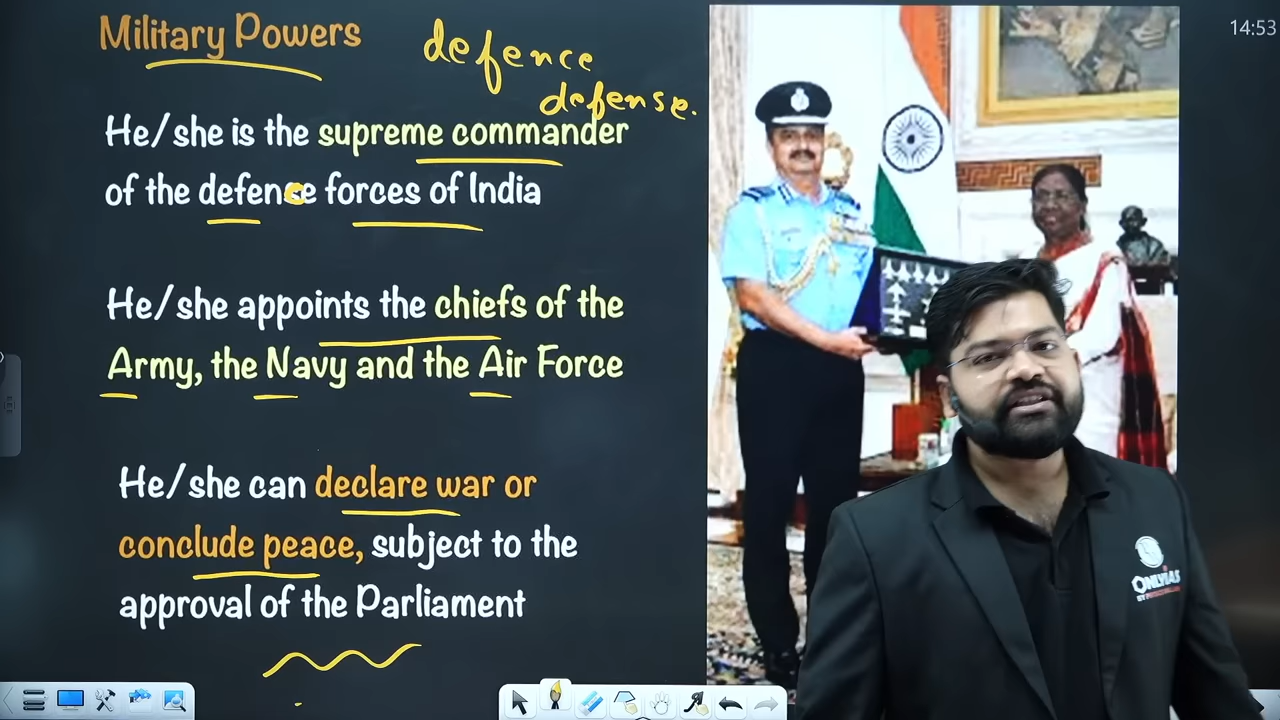 Military Powers
defence
defense.
He/she is the supreme commander
of the defence forces of India
He/she appoints the chiefs of the
Army, the Navy and the Air Force
He/she can declare war or
conclude peace, subject to the
approval of the Parliament
14:53
ONLYIAS